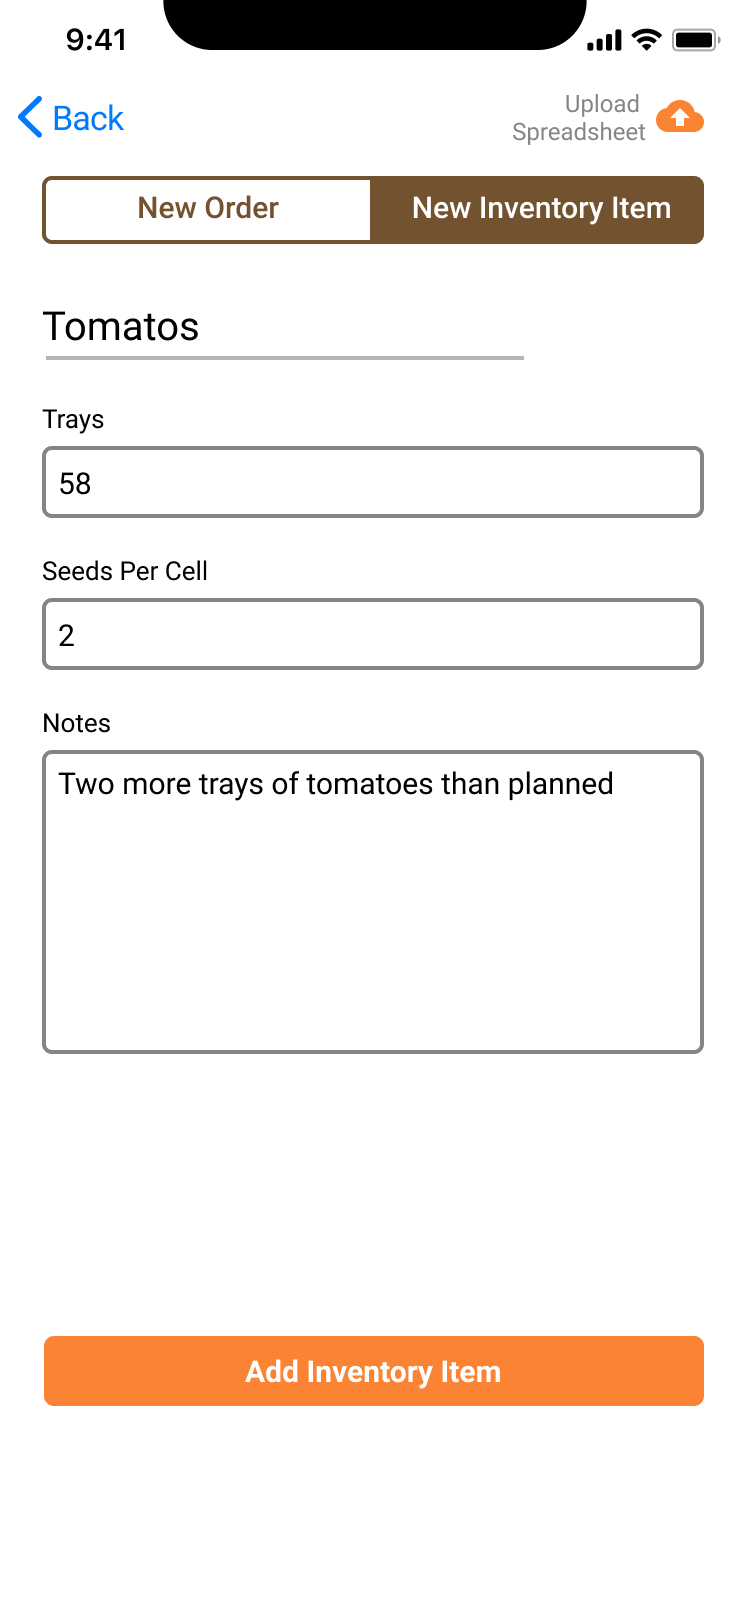 9:41
Back
Upload
Spreadsheet
New Order
New Inventory Item
Tomatos
Trays
58
Seeds Per Cell
2
Notes
Two more trays of tomatoes than planned
Add Inventory Item